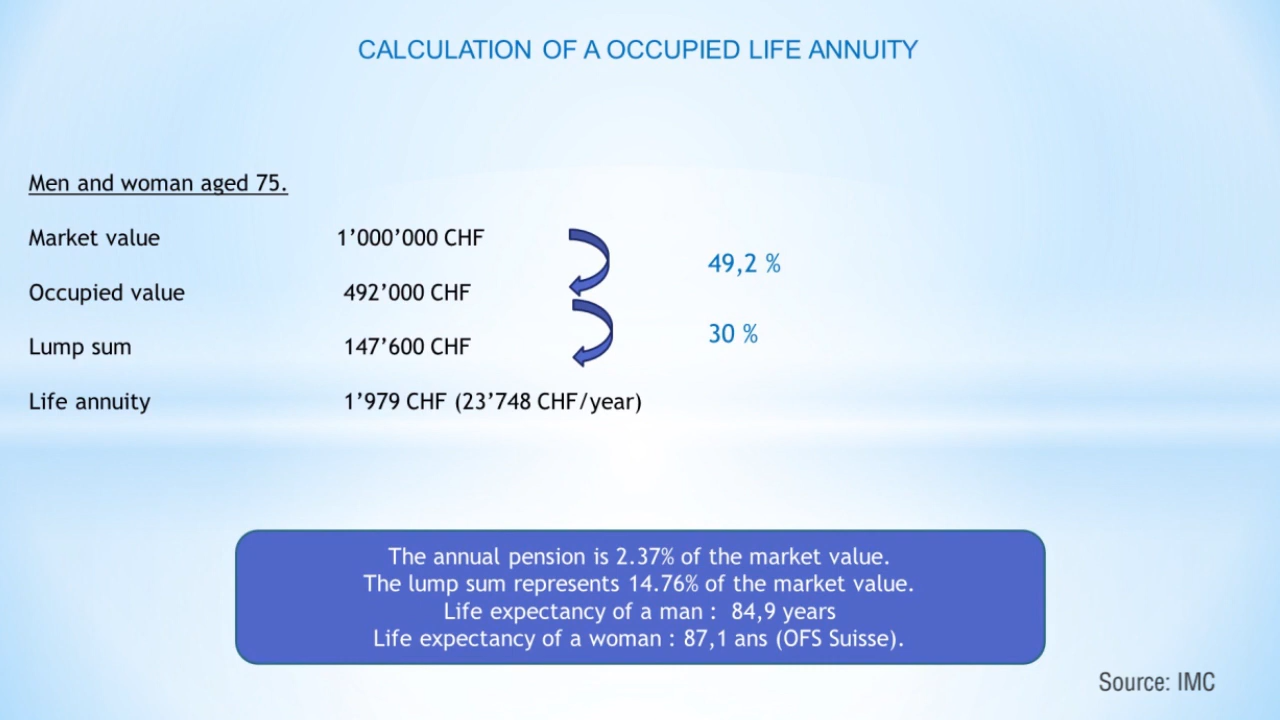 CALCULATION OF A OCCUPIED LIFE ANNUITY
Men and woman aged 75.
Market value 1’000’000 CHF
49,2 %
Occupied value 492’000 CHF
30 %
Lump sum 147’600 CHF
Life annuity 1’979 CHF (23’748 CHF/year)
The annual pension is 2.37% of the market value.
The lump sum represents 14.76% of the market value.
Life expectancy of a man : 84,9 years
Life expectancy of a woman : 87,1 ans (OFS Suisse).
Source: IMC